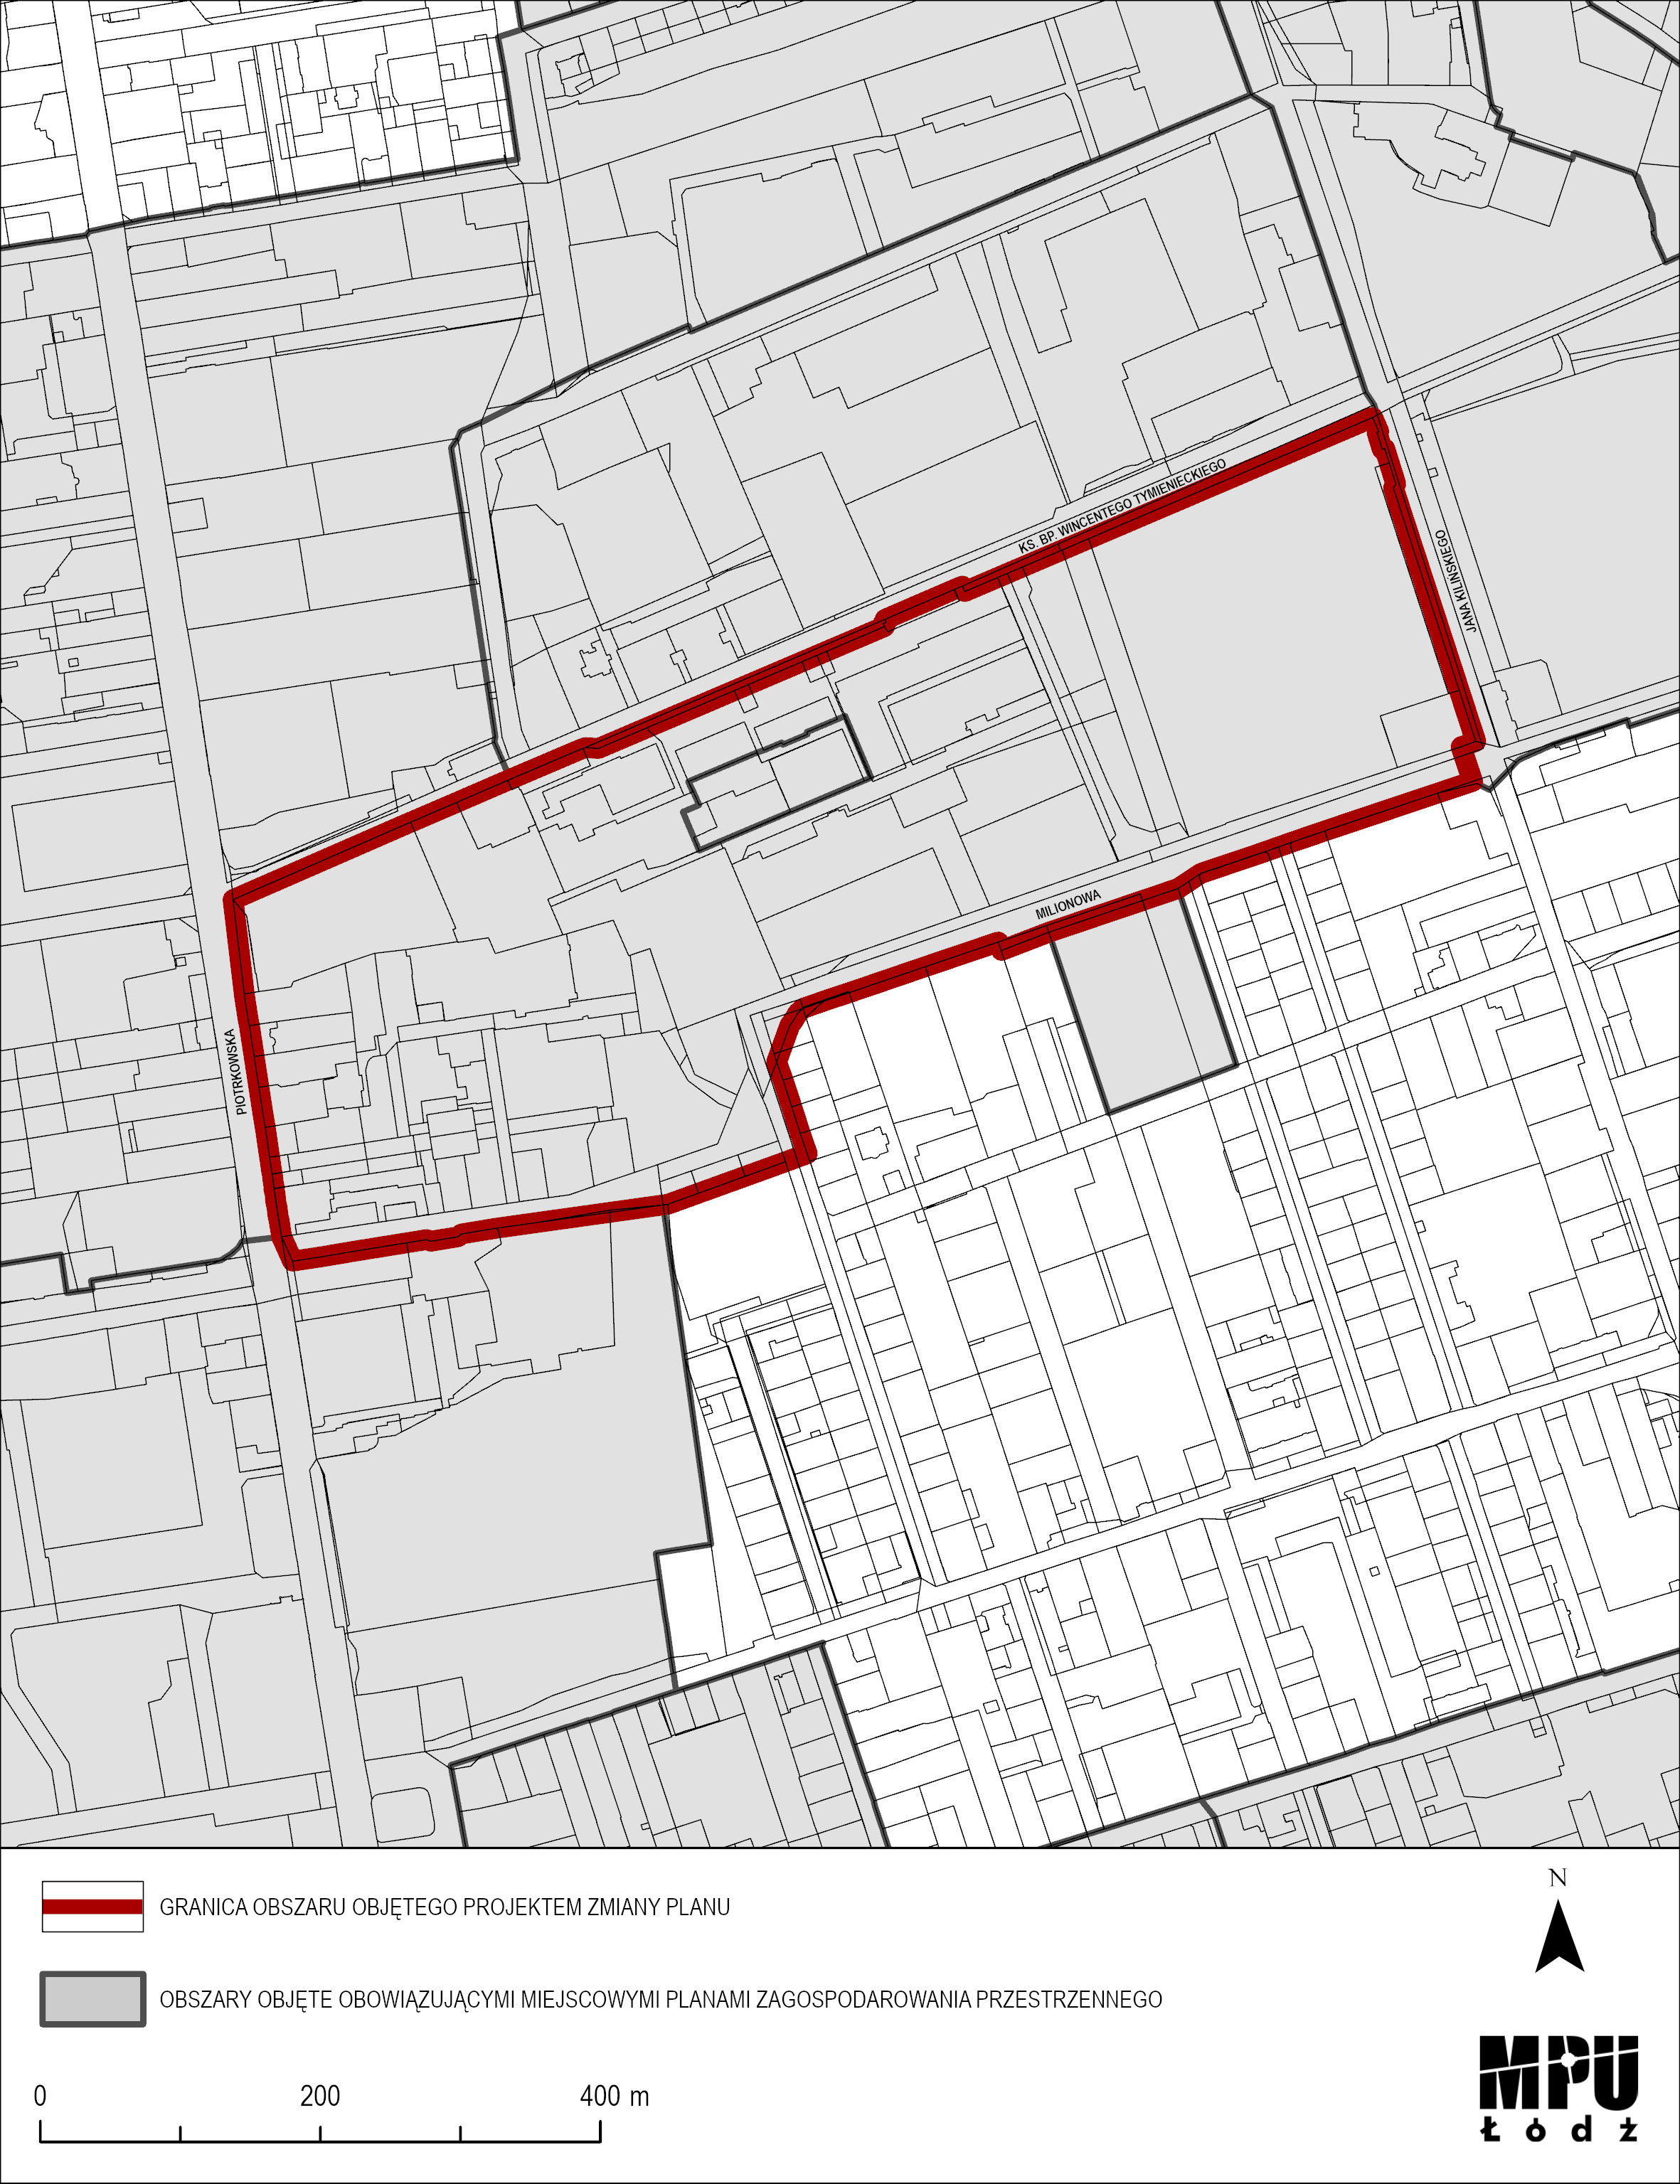 KS. BP. WINCENTEGO TYMIENIECKIEGO
JANA KILINSKIEGO
MILIONOWA
PIOTRKOWSKA
GRANICA OBSZARU OBJĘTEGO PROJEKTEM ZMIANY PLANU
OBSZARY OBJĘTE OBOWIĄZUJĄCYMI MIEJSCOWYMI PLANAMI ZAGOSPODAROWANIA PRZESTRZENNEGO
N
0 200 400 m
MPU
Łódź